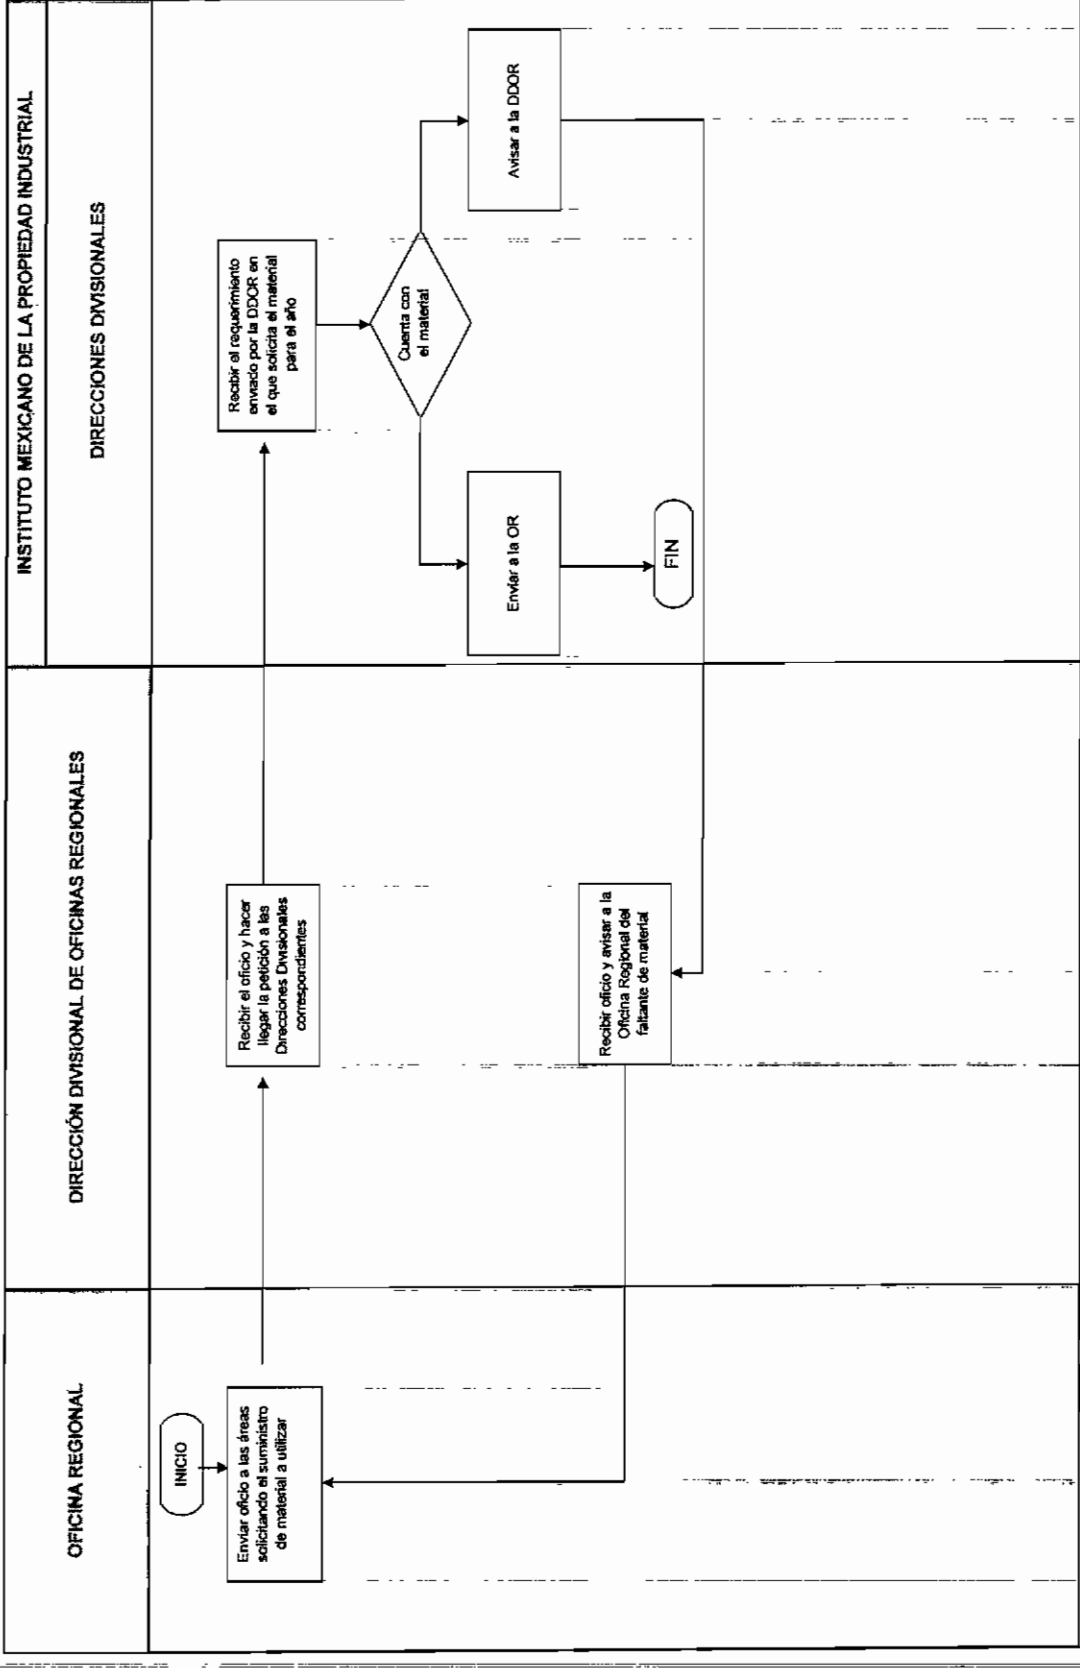 INSTITUTO MEXICANO DE LA PROPIEDAD INDUSTRIAL
OFICINA REGIONAL
DIRECCIÓN DIVISIONAL DE OFICINAS REGIONALES
DIRECCIONES DIVISIONALES
INICIO
Enviar oficio a las áreas
solicitando el suministro
de material a utilizar
Recibir el oficio y hacer
llegar la petición a las
Direcciones Divisionales
correspondientes
Recibir el requerimiento
enviado por la DDOR en
el que solicita el material
para el año
Cuenta con
el material
Enviar a la OR
Avisar a la DDOR
FIN
Recibir oficio y avisar a la
Oficina Regional del
faltante de material